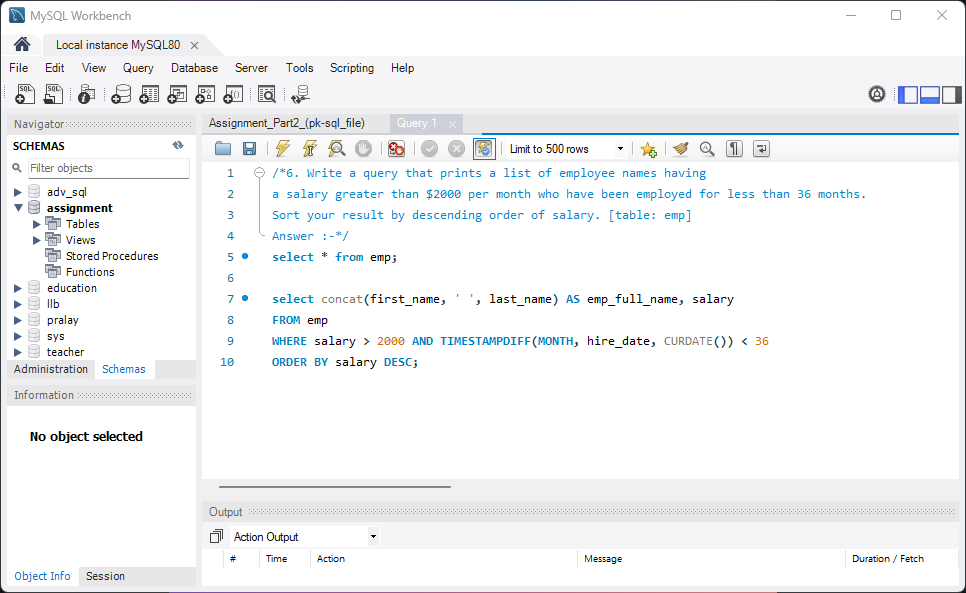 MySQL Workbench
Local instance MySQL80
File Edit View Query Database Server Tools Scripting Help
Navigator
SCHEMAS
Filter objects
adv_sql
assignment
Tables
Views
Stored Procedures
Functions
education
llb
pralay
sys
teacher
Administration Schemas
Information
No object selected
Object Info Session
Assignment_Part2_(pk-sql_file) Query 1
Limit to 500 rows
1 /*6. Write a query that prints a list of employee names having
2 a salary greater than $2000 per month who have been employed for less than 36 months.
3 Sort your result by descending order of salary. [table: emp]
4 Answer :-*/
5 select * from emp;
6
7 select concat(first_name, ' ', last_name) AS emp_full_name, salary
8 FROM emp
9 WHERE salary > 2000 AND TIMESTAMPDIFF(MONTH, hire_date, CURDATE()) < 36
10 ORDER BY salary DESC;
Output
Action Output
# Time Action Message Duration / Fetch